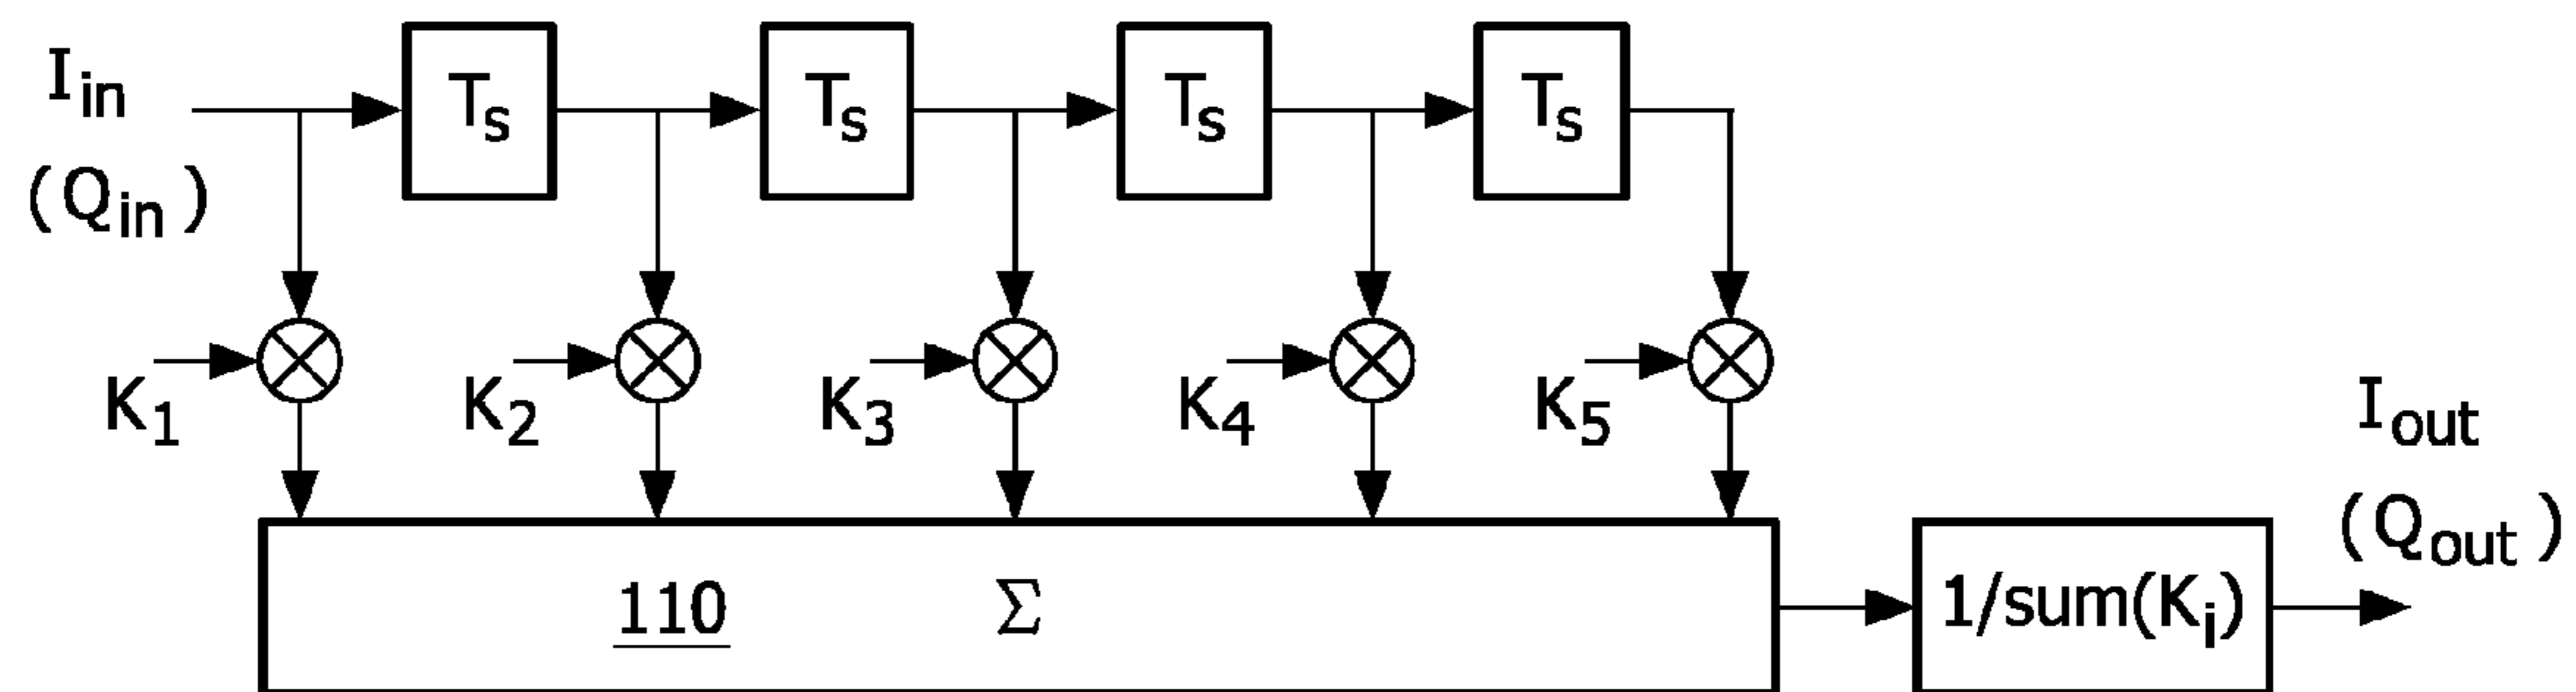 I_in
(Q_in)
T_s
T_s
T_s
T_s
K_1
K_2
K_3
K_4
K_5
I_out
(Q_out)
110
Σ
1/sum(K_i)